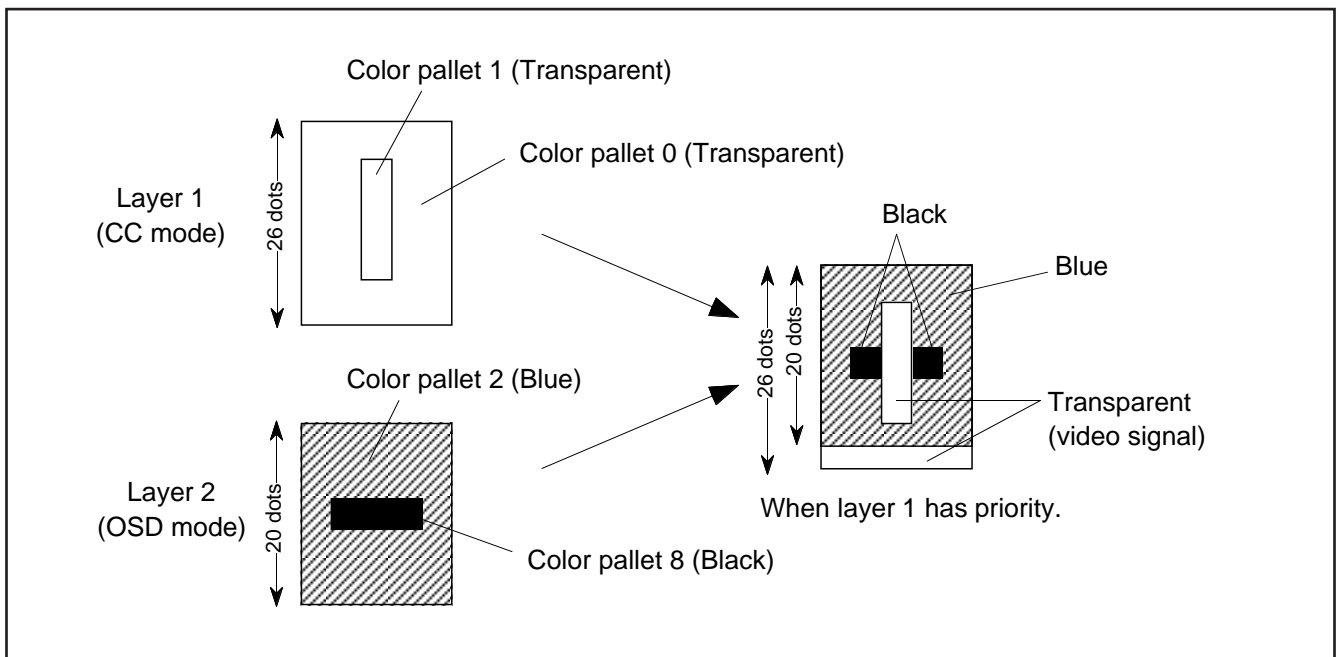 Color pallet 1 (Transparent)
Color pallet 0 (Transparent)
Layer 1
(CC mode)
26 dots
Color pallet 2 (Blue)
Layer 2
(OSD mode)
20 dots
Color pallet 8 (Black)
Black
Blue
26 dots
20 dots
Transparent
(video signal)
When layer 1 has priority.